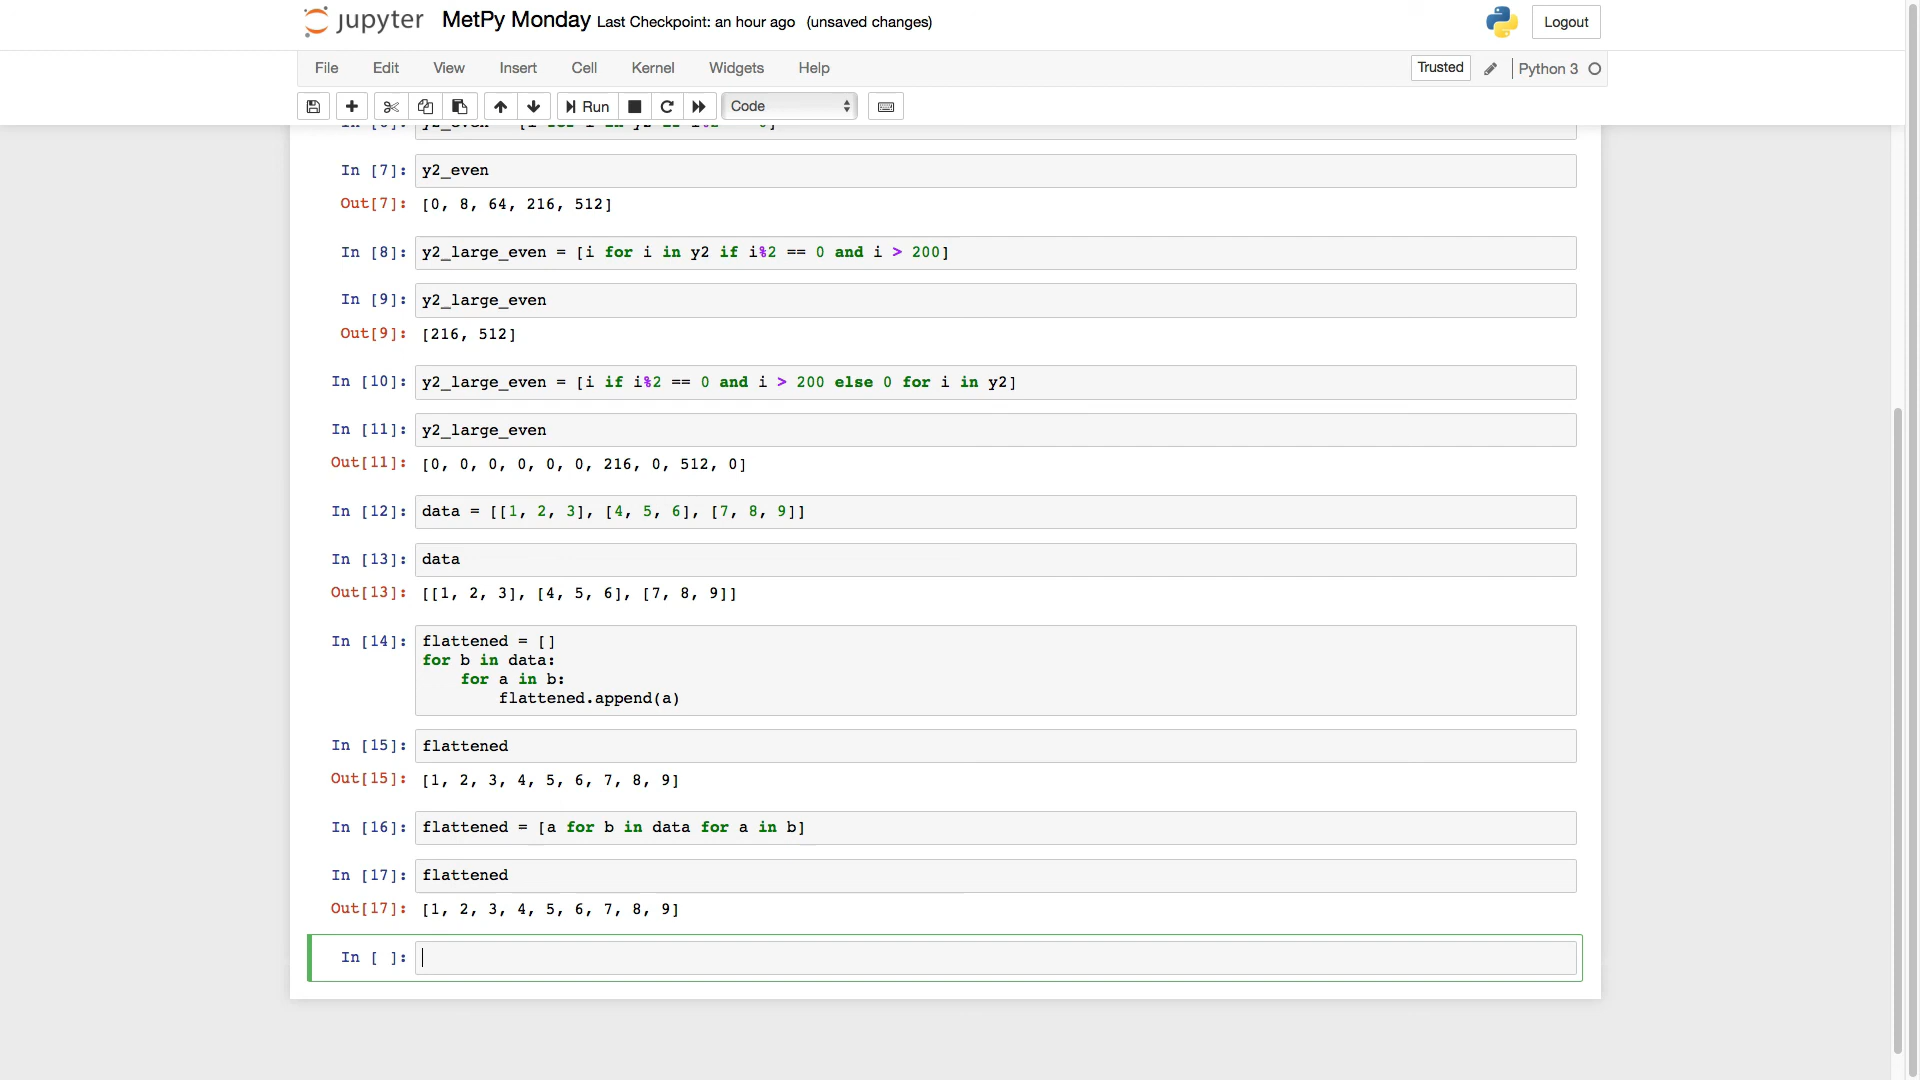 jupyter MetPy Monday Last Checkpoint: an hour ago (unsaved changes) Logout
File Edit View Insert Cell Kernel Widgets Help Trusted Python 3
Run Code
In [7]: y2_even
Out[7]: [0, 8, 64, 216, 512]
In [8]: y2_large_even = [i for i in y2 if i%2 == 0 and i > 200]
In [9]: y2_large_even
Out[9]: [216, 512]
In [10]: y2_large_even = [i if i%2 == 0 and i > 200 else 0 for i in y2]
In [11]: y2_large_even
Out[11]: [0, 0, 0, 0, 0, 0, 216, 0, 512, 0]
In [12]: data = [[1, 2, 3], [4, 5, 6], [7, 8, 9]]
In [13]: data
Out[13]: [[1, 2, 3], [4, 5, 6], [7, 8, 9]]
In [14]: flattened = []
for b in data:
    for a in b:
        flattened.append(a)
In [15]: flattened
Out[15]: [1, 2, 3, 4, 5, 6, 7, 8, 9]
In [16]: flattened = [a for b in data for a in b]
In [17]: flattened
Out[17]: [1, 2, 3, 4, 5, 6, 7, 8, 9]
In [ ]: